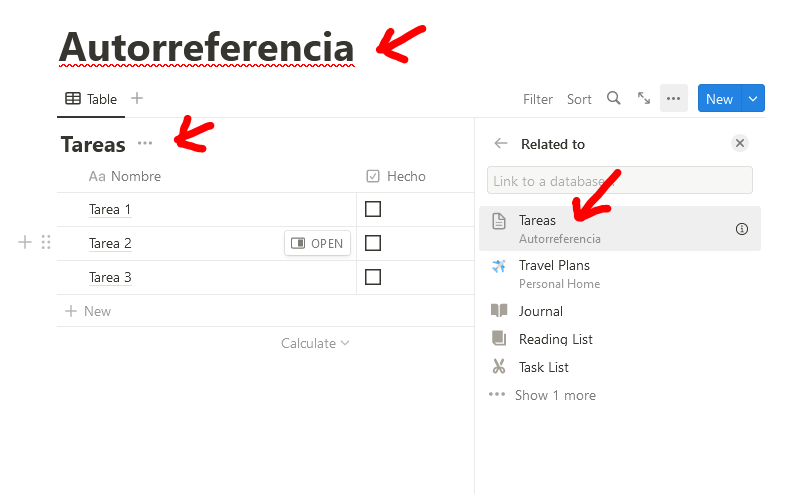 Autorreferencia
Table
Filter Sort New
Tareas
Related to
Aa Nombre Hecho
Link to a database...
Tarea 1
Tareas
Autorreferencia
Tarea 2 OPEN
Travel Plans
Personal Home
Tarea 3
New
Journal
Reading List
Calculate
Task List
Show 1 more